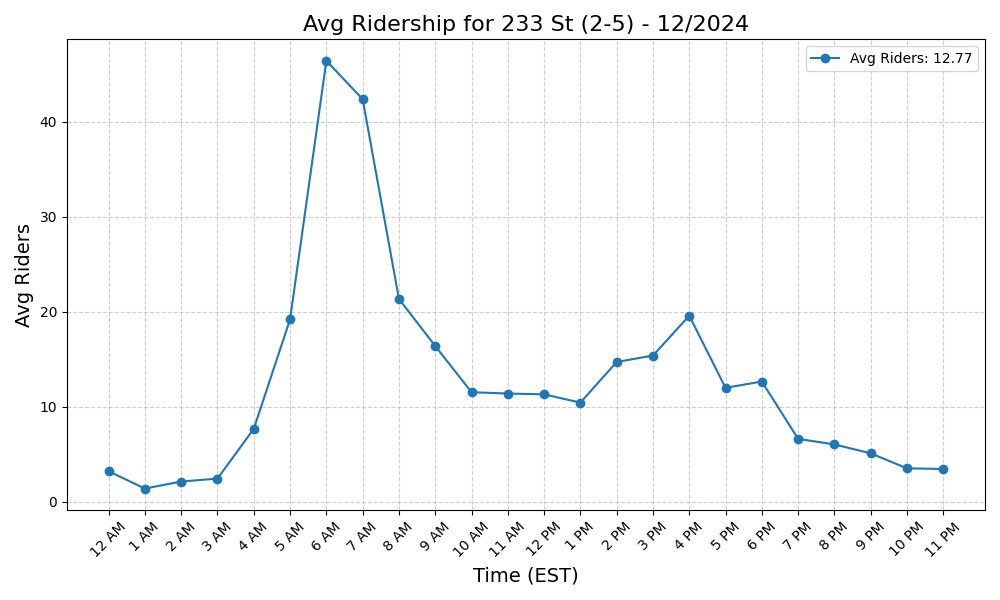 Avg Ridership for 233 St (2-5) - 12/2024
Avg Riders: 12.77
Avg Riders
40
30
20
10
0
12 AM
1 AM
2 AM
3 AM
4 AM
5 AM
6 AM
7 AM
8 AM
9 AM
10 AM
11 AM
12 PM
1 PM
2 PM
3 PM
4 PM
5 PM
6 PM
7 PM
8 PM
9 PM
10 PM
11 PM
Time (EST)